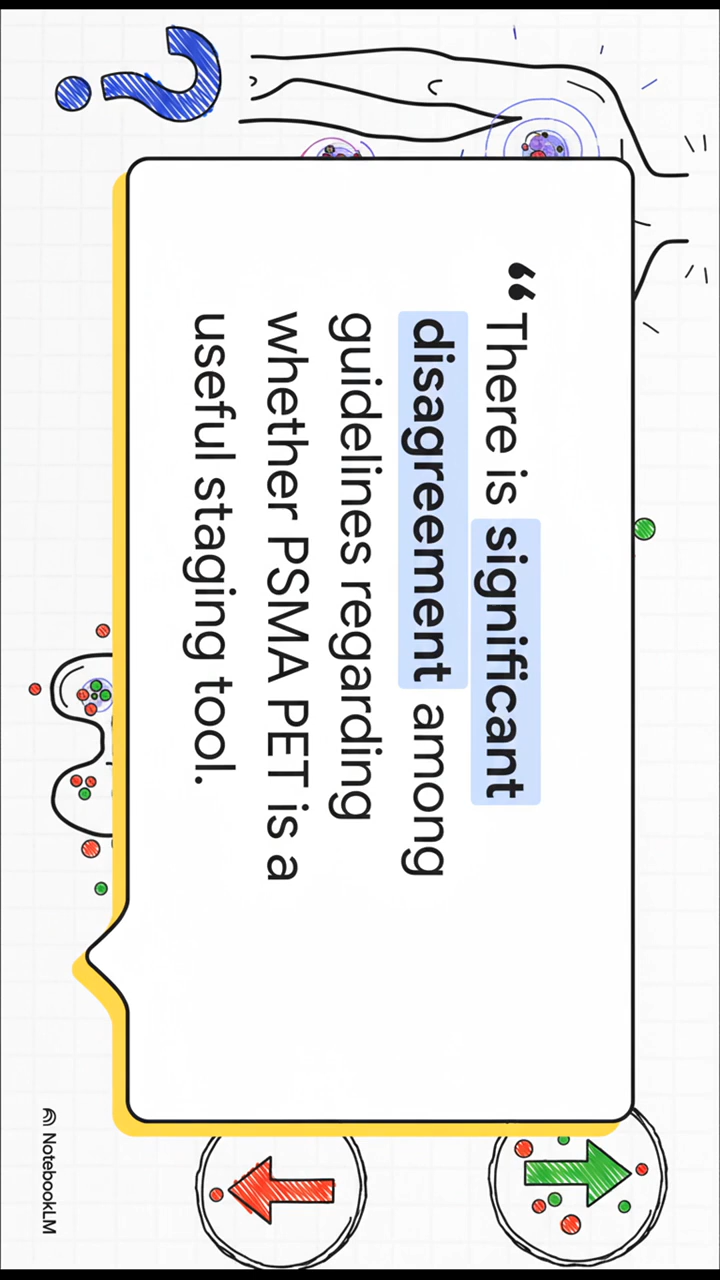 “There is significant
disagreement among
guidelines regarding
whether PSMA PET is a
useful staging tool.
NotebookLM